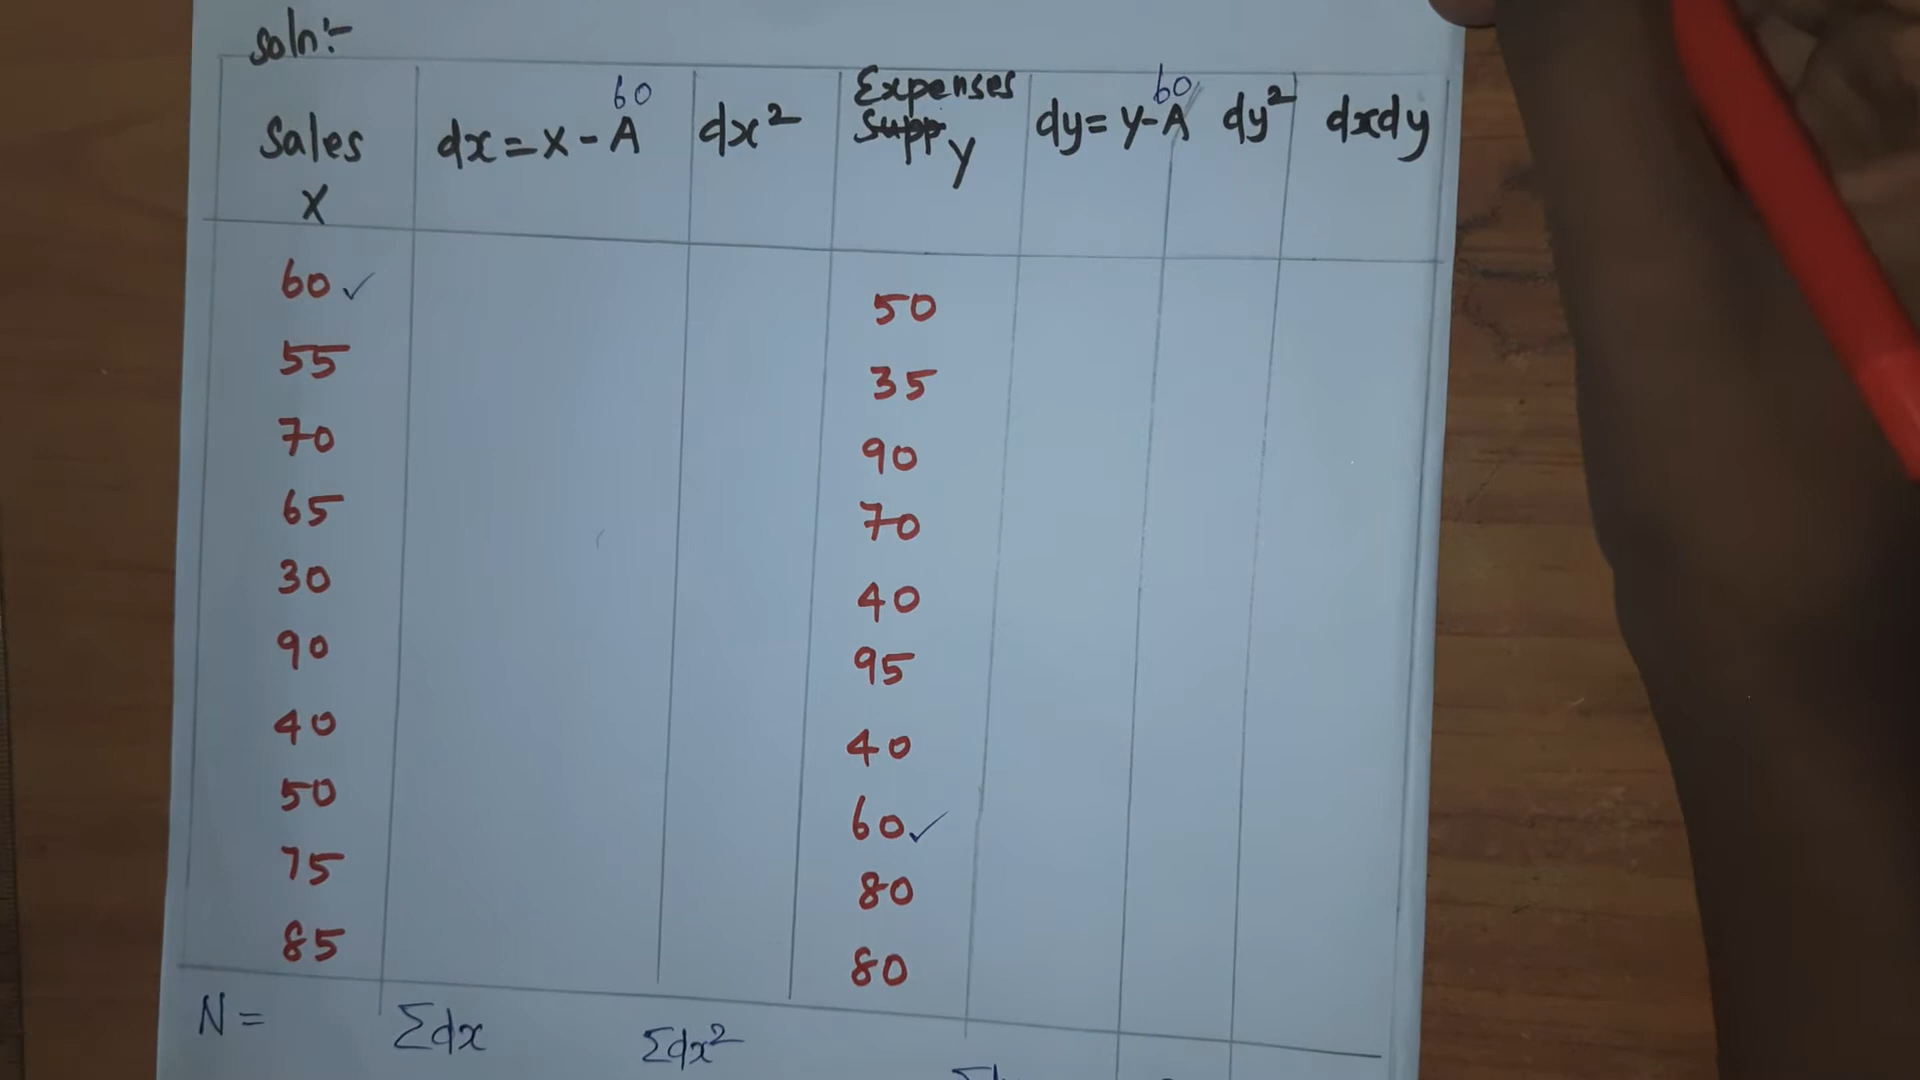 Soln:-
60
60
Expenses
Sales dx = x - A dx² Supp y dy = y-A dy² dxdy
X
60 ✓ 50
55 35
70 90
65 70
30 40
90 95
40 40
50 60 ✓
75 80
85 80
N = Σdx Σdx²